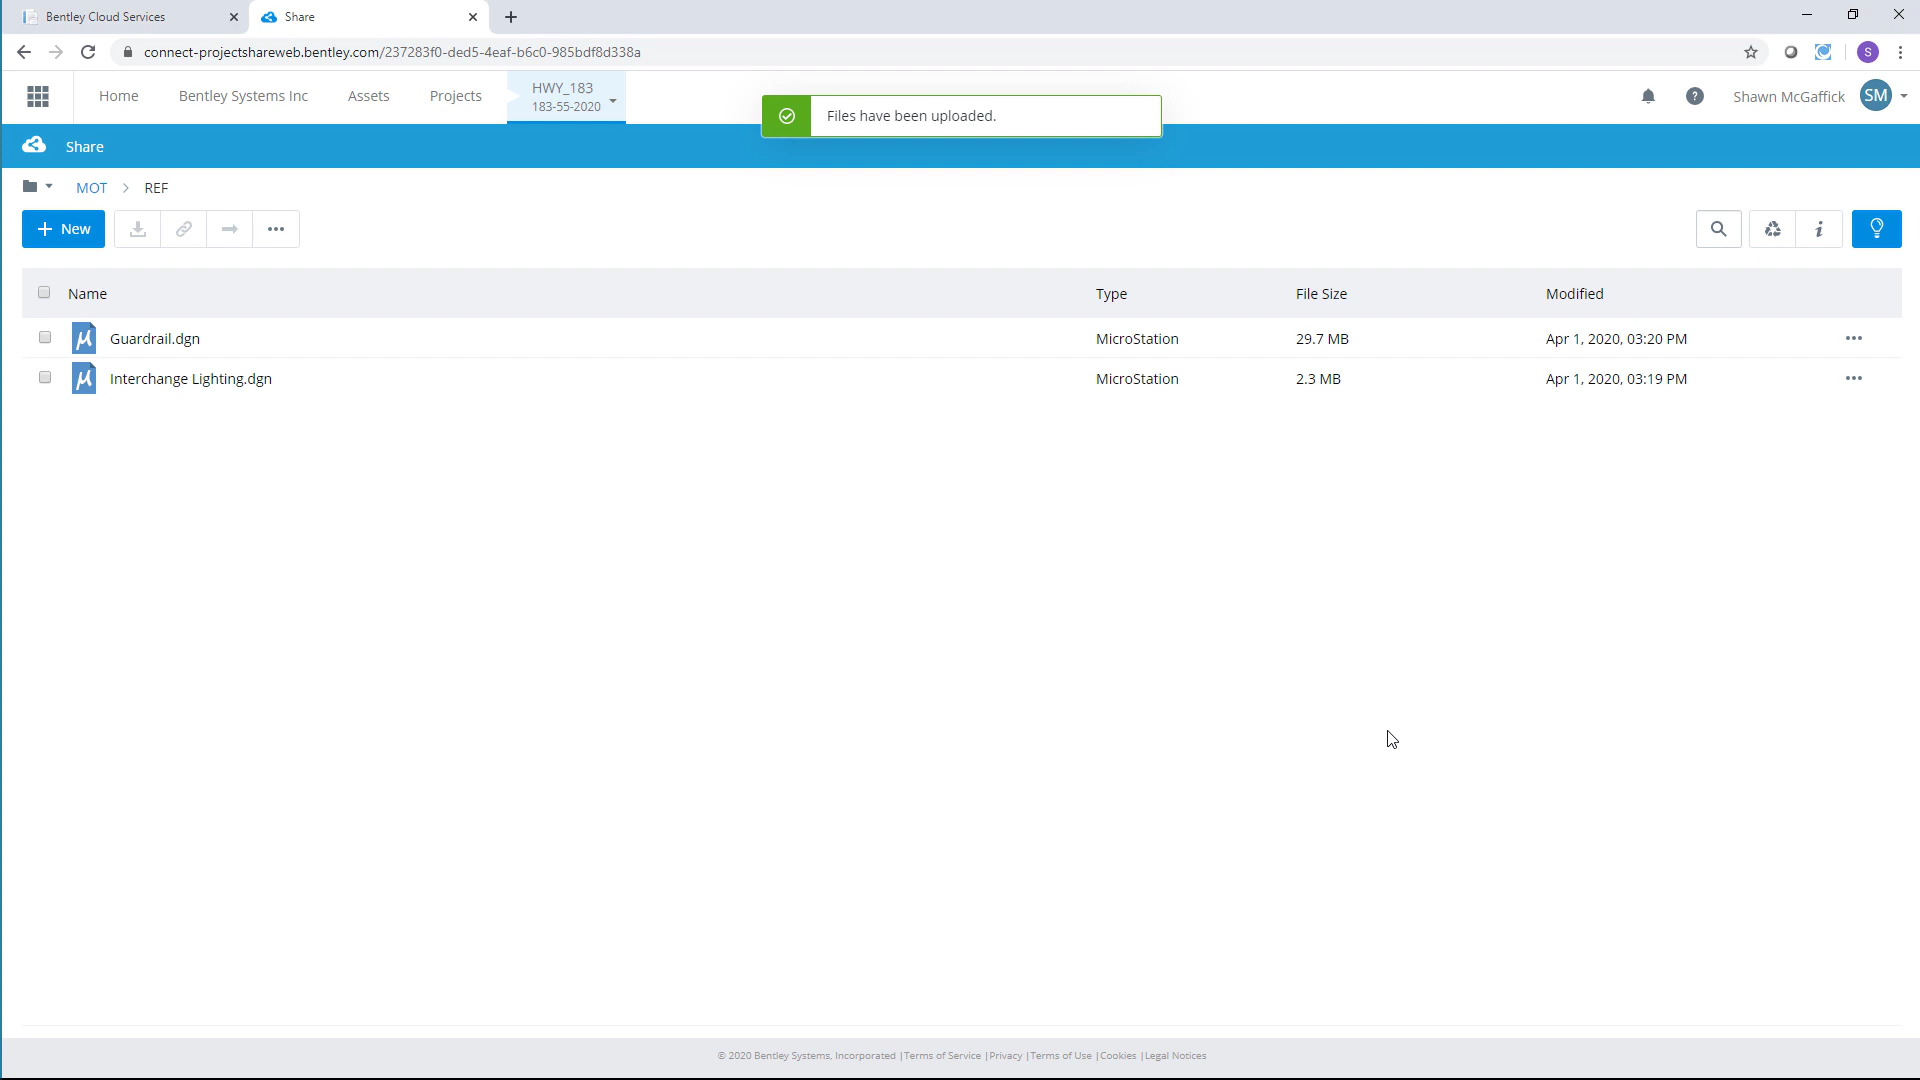 Bentley Cloud Services
Share
connect-projectshareweb.bentley.com/237283f0-ded5-4eaf-b6c0-985bdf8d338a
S
Home
Bentley Systems Inc
Assets
Projects
HWY_183
183-55-2020
Files have been uploaded.
Shawn McGaffick
SM
Share
MOT > REF
+ New
Name
Type
File Size
Modified
Guardrail.dgn
MicroStation
29.7 MB
Apr 1, 2020, 03:20 PM
Interchange Lighting.dgn
MicroStation
2.3 MB
Apr 1, 2020, 03:19 PM
© 2020 Bentley Systems, Incorporated |Terms of Service |Privacy |Terms of Use |Cookies |Legal Notices